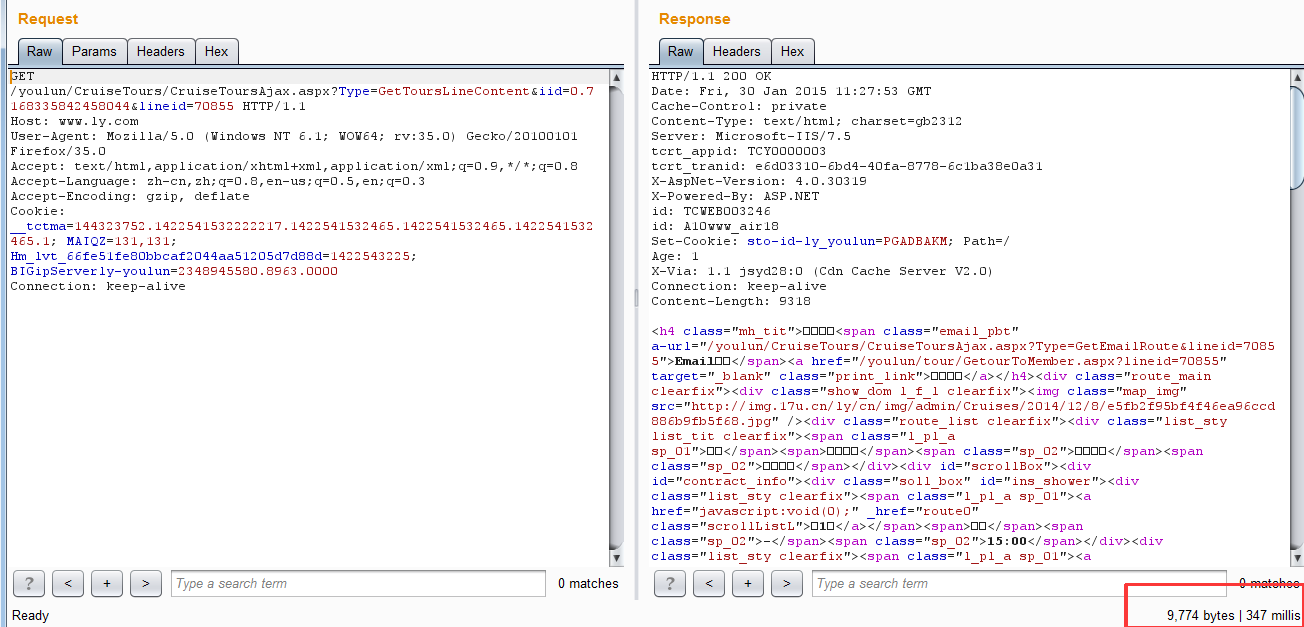 Request
Raw Params Headers Hex
GET
/youlun/CruiseTours/CruiseToursAjax.aspx?Type=GetToursLineContent&iid=0.7
168335842458044&lineid=70855 HTTP/1.1
Host: www.ly.com
User-Agent: Mozilla/5.0 (Windows NT 6.1; WOW64; rv:35.0) Gecko/20100101
Firefox/35.0
Accept: text/html,application/xhtml+xml,application/xml;q=0.9,*/*;q=0.8
Accept-Language: zh-cn,zh;q=0.8,en-us;q=0.5,en;q=0.3
Accept-Encoding: gzip, deflate
Cookie:
__tctma=144323752.1422541532222217.1422541532465.1422541532465.1422541532
465.1; MAIQZ=131,131;
Hm_lvt_66fe51fe80bbcaf2044aa51205d7d88d=1422543225;
BIGipServerly-youlun=2348945580.8963.0000
Connection: keep-alive
? < + > Type a search term 0 matches
Ready
Response
Raw Headers Hex
HTTP/1.1 200 OK
Date: Fri, 30 Jan 2015 11:27:53 GMT
Cache-Control: private
Content-Type: text/html; charset=gb2312
Server: Microsoft-IIS/7.5
tcrt_appid: TCY0000003
tcrt_tranid: e6d03310-6bd4-40fa-8778-6c1ba38e0a31
X-AspNet-Version: 4.0.30319
X-Powered-By: ASP.NET
id: TCWEB003246
id: A10www_air18
Set-Cookie: sto-id-ly_youlun=PGADBAKM; Path=/
Age: 1
X-Via: 1.1 jsyd28:0 (Cdn Cache Server V2.0)
Connection: keep-alive
Content-Length: 9318
<h4 class="mh_tit">□□□□<span class="email_pbt"
a-url="/youlun/CruiseTours/CruiseToursAjax.aspx?Type=GetEmailRoute&lineid=7085
5">Email□□</span><a href="/youlun/tour/GetourToMember.aspx?lineid=70855"
target="_blank" class="print_link">□□□□</a></h4><div class="route_main
clearfix"><div class="show_dom l_f_l clearfix"><img class="map_img"
src="http://img.17u.cn/ly/cn/img/admin/Cruises/2014/12/8/e5fb2f95bf4f46ea96ccd
886b9fb5f68.jpg" /><div class="route_list clearfix"><div class="list_sty
list_tit clearfix"><span class="l_pl_a
sp_01">□□</span><span>□□□□</span><span class="sp_02">□□□□</span><span
class="sp_02">□□□□</span></div><div id="scrollBox"><div
id="contract_info"><div class="soll_box" id="ins_shower"><div
class="list_sty clearfix"><span class="l_pl_a sp_01"><a
href="javascript:void(0);" _href="route0"
class="scrollListL">□1□</a></span><span>□□</span><span
class="sp_02">-</span><span class="sp_02">15:00</span></div><div
class="list_sty clearfix"><span class="l_pl_a sp_01"><a
? < + > Type a search term 0 matches
9,774 bytes | 347 millis